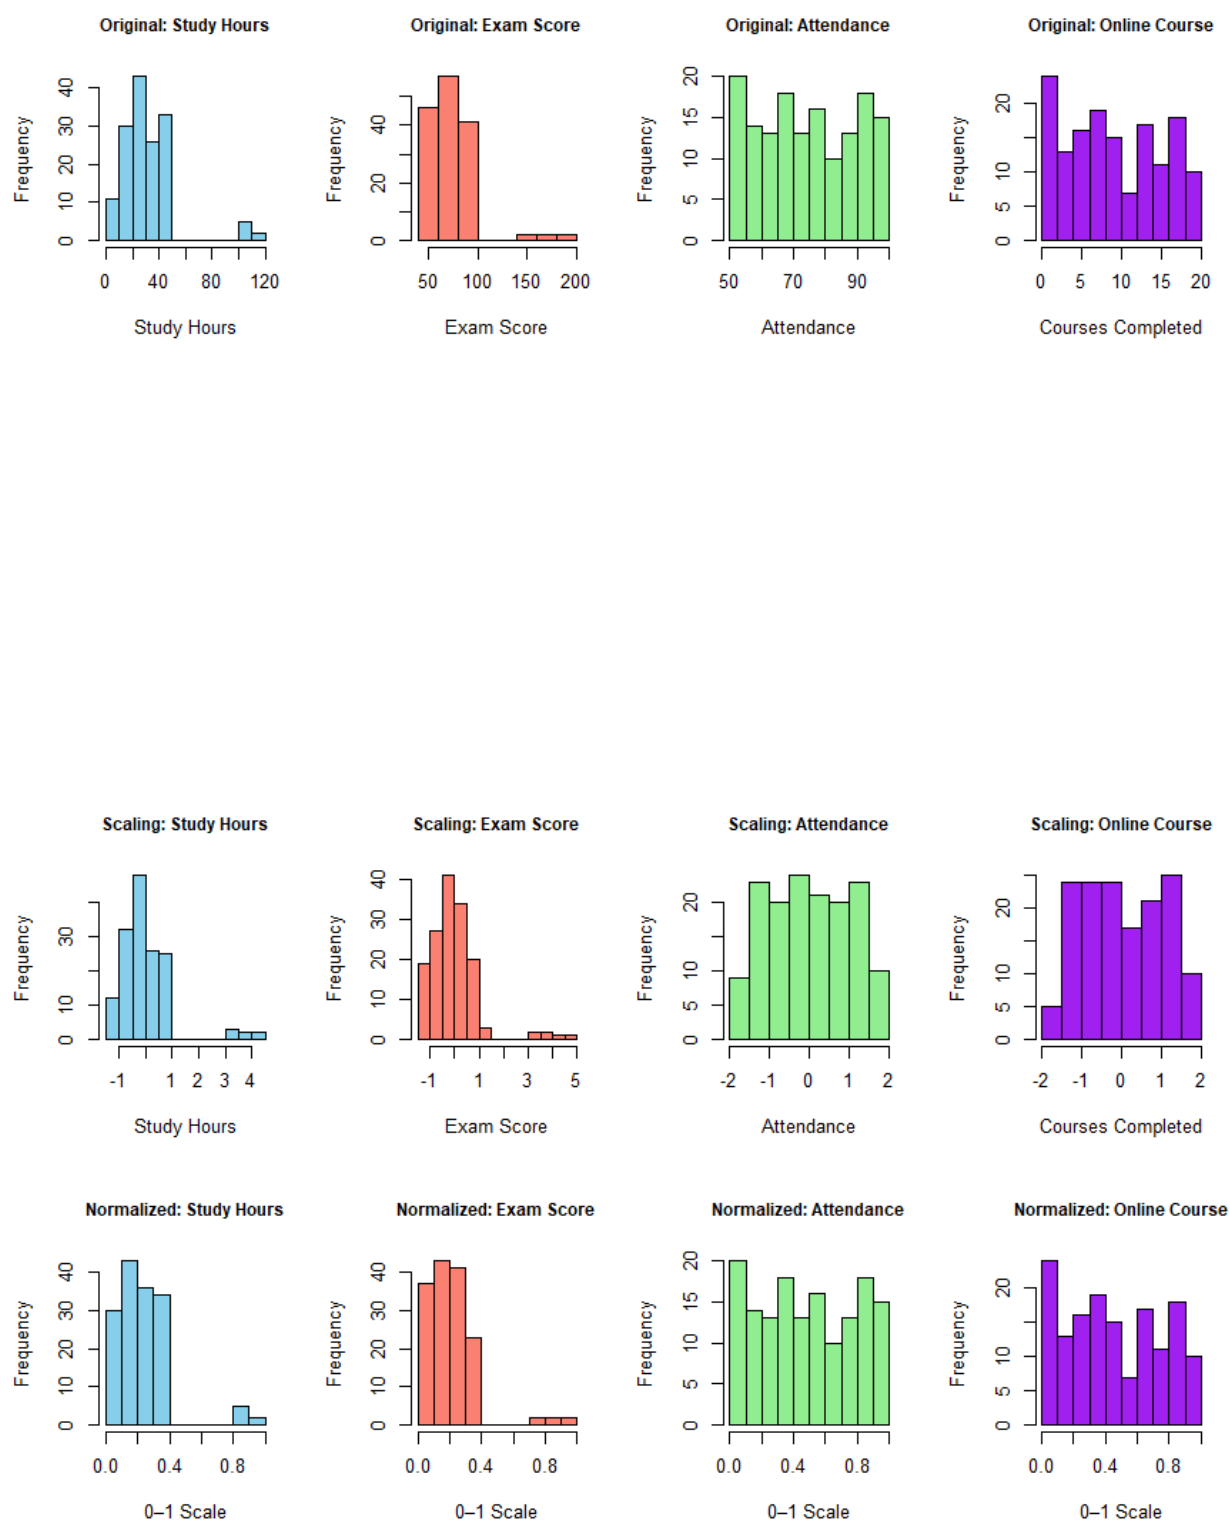 Original: Study Hours
Frequency
0 10 20 30 40
0 40 80 120
Study Hours
Original: Exam Score
Frequency
0 20 40
50 100 150 200
Exam Score
Original: Attendance
Frequency
0 5 10 15 20
50 70 90
Attendance
Original: Online Course
Frequency
0 5 10 20
0 5 10 15 20
Courses Completed
Scaling: Study Hours
Frequency
0 10 30
-1 1 2 3 4
Study Hours
Scaling: Exam Score
Frequency
0 10 20 30 40
-1 1 3 5
Exam Score
Scaling: Attendance
Frequency
0 5 10 20
-2 -1 0 1 2
Attendance
Scaling: Online Course
Frequency
0 5 10 20
-2 -1 0 1 2
Courses Completed
Normalized: Study Hours
Frequency
0 10 20 30 40
0.0 0.4 0.8
0–1 Scale
Normalized: Exam Score
Frequency
0 10 20 30 40
0.0 0.4 0.8
0–1 Scale
Normalized: Attendance
Frequency
0 5 10 15 20
0.0 0.4 0.8
0–1 Scale
Normalized: Online Course
Frequency
0 5 10 20
0.0 0.4 0.8
0–1 Scale